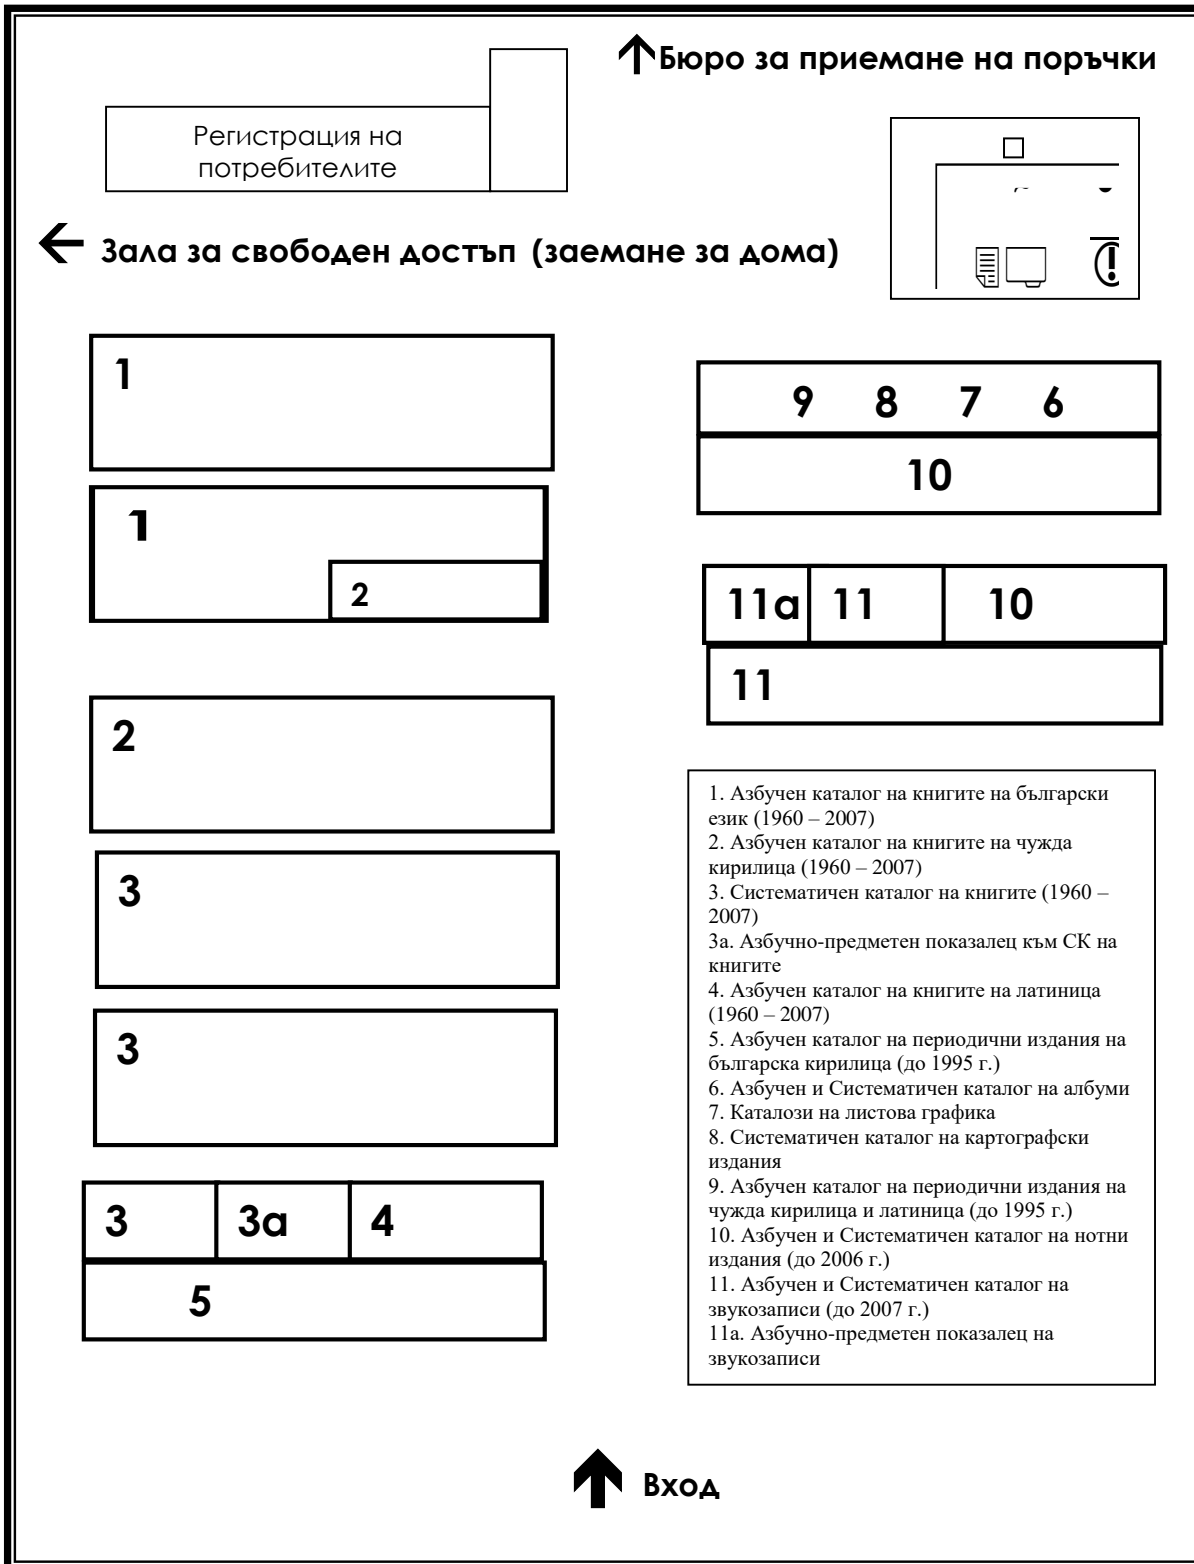 ↑Бюро за приемане на поръчки
Регистрация на
потребителите
← Зала за свободен достъп (заемане за дома)
1
9 8 7 6
10
1
2
11а 11 10
11
2
3
3
3 3а 4
5
1. Азбучен каталог на книгите на български
език (1960 – 2007)
2. Азбучен каталог на книгите на чужда
кирилица (1960 – 2007)
3. Систематичен каталог на книгите (1960 –
2007)
3а. Азбучно-предметен показалец към СК на
книгите
4. Азбучен каталог на книгите на латиница
(1960 – 2007)
5. Азбучен каталог на периодични издания на
българска кирилица (до 1995 г.)
6. Азбучен и Систематичен каталог на албуми
7. Каталози на листова графика
8. Систематичен каталог на картографски
издания
9. Азбучен каталог на периодични издания на
чужда кирилица и латиница (до 1995 г.)
10. Азбучен и Систематичен каталог на нотни
издания (до 2006 г.)
11. Азбучен и Систематичен каталог на
звукозаписи (до 2007 г.)
11а. Азбучно-предметен показалец на
звукозаписи
↑ Вход